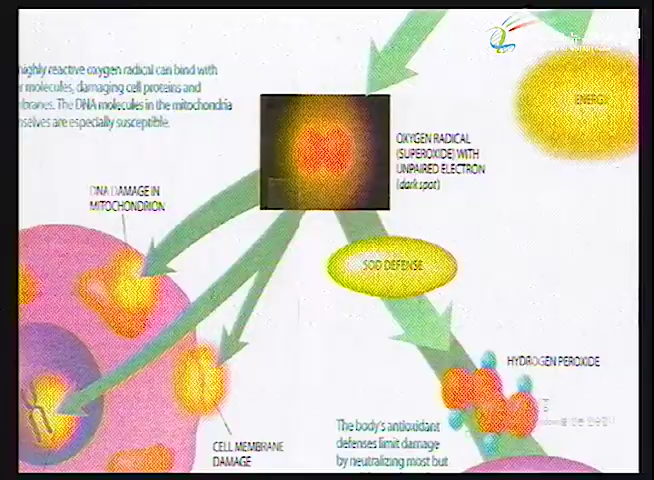 highly reactive oxygen radical can bind with
molecules, damaging cell proteins and
The DNA molecules in the mitochondria
are especially susceptible.
ENERGY
OXYGEN RADICAL
(SUPEROXIDE) WITH
UNPAIRED ELECTRON
(dark spot)
DNA DAMAGE IN
MITOCHONDRION
SOD DEFENSE
HYDROGEN PEROXIDE
CELL MEMBRANE
DAMAGE
The body's antioxidant
defenses limit damage
by neutralizing most but